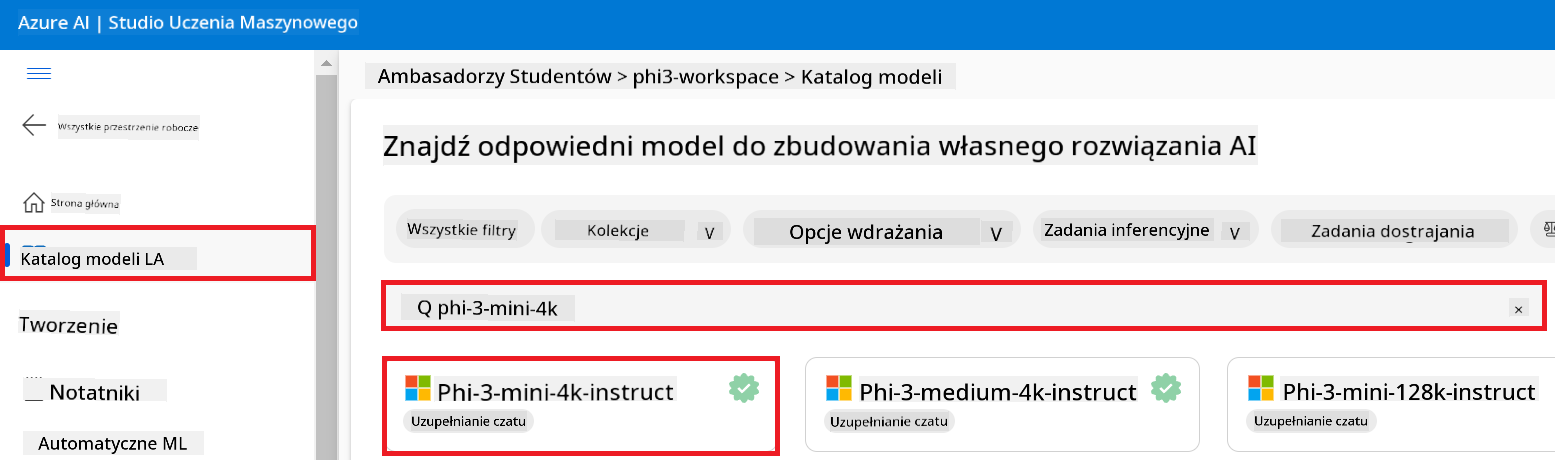 Azure AI | Studio Uczenia Maszynowego
Wszystkie przestrzenie robocze
Strona główna
Katalog modeli LA
Tworzenie
Notatniki
Automatyczne ML
Ambasadorzy Studentów > phi3-workspace > Katalog modeli
Znajdź odpowiedni model do zbudowania własnego rozwiązania AI
Wszystkie filtry Kolekcje V Opcje wdrażania V Zadania inferencyjne V Zadania dostrajania
Q phi-3-mini-4k ×
Phi-3-mini-4k-instruct Phi-3-medium-4k-instruct Phi-3-mini-128k-instruct
Uzupełnianie czatu Uzupełnianie czatu Uzupełnianie czatu